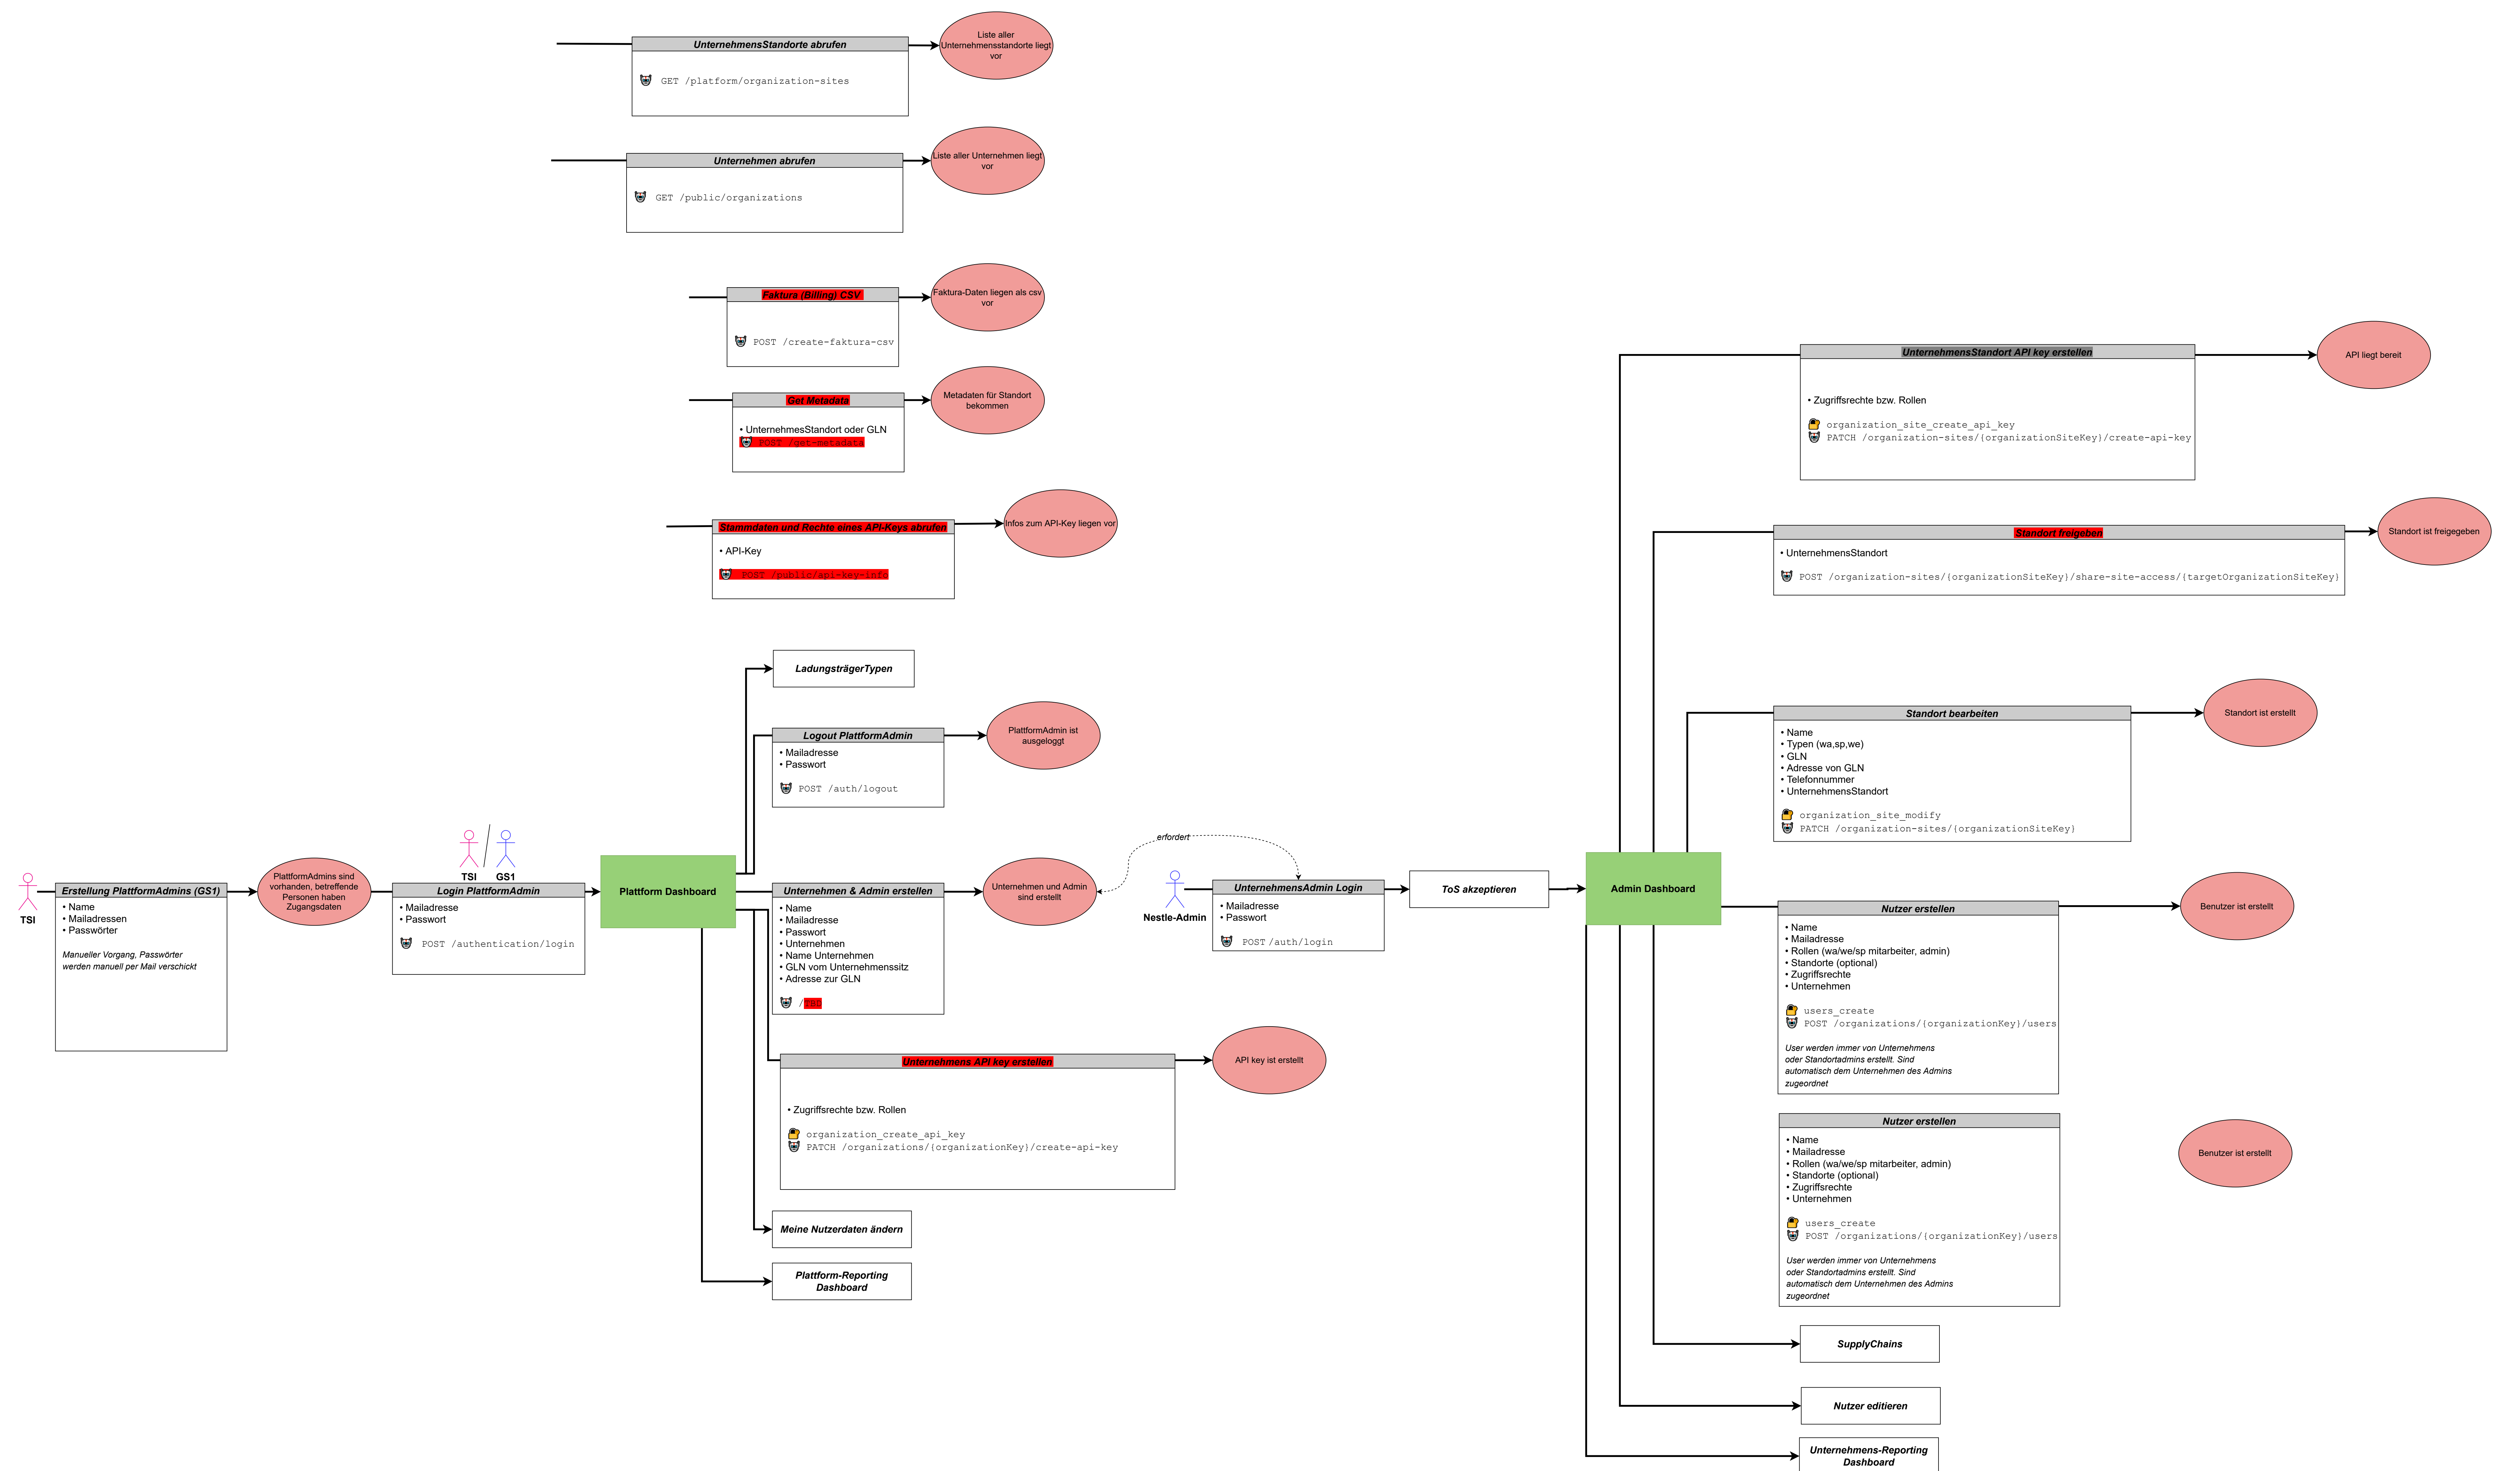 UnternehmensStandorte abrufen
GET /platform/organization-sites
Liste aller
Unternehmensstandorte liegt
vor
Unternehmen abrufen
GET /public/organizations
Liste aller Unternehmen liegt
vor
Faktura (Billing) CSV
POST /create-faktura-csv
Faktura-Daten liegen als csv
vor
Get Metadata
• UnternehmesStandort oder GLN
POST /get-metadata
Metadaten für Standort
bekommen
Stammdaten und Rechte eines API-Keys abrufen
• API-Key
POST /public/api-key-info
Infos zum API-Key liegen vor
LadungsträgerTypen
Logout PlattformAdmin
• Mailadresse
• Passwort
POST /auth/logout
PlattformAdmin ist
ausgeloggt
TSI
Erstellung PlattformAdmins (GS1)
• Name
• Mailadressen
• Passwörter
Manueller Vorgang, Passwörter
werden manuell per Mail verschickt
PlattformAdmins sind
vorhanden, betreffende
Personen haben
Zugangsdaten
TSI
GS1
Login PlattformAdmin
• Mailadresse
• Passwort
POST /authentication/login
Plattform Dashboard
Unternehmen & Admin erstellen
• Name
• Mailadresse
• Passwort
• Unternehmen
• Name Unternehmen
• GLN vom Unternehmenssitz
• Adresse zur GLN
/TBD
Unternehmen und Admin
sind erstellt
erfordert
Unternehmens API key erstellen
• Zugriffsrechte bzw. Rollen
organization_create_api_key
PATCH /organizations/{organizationKey}/create-api-key
API key ist erstellt
Meine Nutzerdaten ändern
Plattform-Reporting
Dashboard
Nestle-Admin
UnternehmensAdmin Login
• Mailadresse
• Passwort
POST /auth/login
ToS akzeptieren
Admin Dashboard
UnternehmensStandort API key erstellen
• Zugriffsrechte bzw. Rollen
organization_site_create_api_key
PATCH /organization-sites/{organizationSiteKey}/create-api-key
API liegt bereit
Standort freigeben
• UnternehmensStandort
POST /organization-sites/{organizationSiteKey}/share-site-access/{targetOrganizationSiteKey}
Standort ist freigegeben
Standort bearbeiten
• Name
• Typen (wa,sp,we)
• GLN
• Adresse von GLN
• Telefonnummer
• UnternehmensStandort
organization_site_modify
PATCH /organization-sites/{organizationSiteKey}
Standort ist erstellt
Nutzer erstellen
• Name
• Mailadresse
• Rollen (wa/we/sp mitarbeiter, admin)
• Standorte (optional)
• Zugriffsrechte
• Unternehmen
users_create
POST /organizations/{organizationKey}/users
User werden immer von Unternehmens
oder Standortadmins erstellt. Sind
automatisch dem Unternehmen des Admins
zugeordnet
Benutzer ist erstellt
Nutzer erstellen
• Name
• Mailadresse
• Rollen (wa/we/sp mitarbeiter, admin)
• Standorte (optional)
• Zugriffsrechte
• Unternehmen
users_create
POST /organizations/{organizationKey}/users
User werden immer von Unternehmens
oder Standortadmins erstellt. Sind
automatisch dem Unternehmen des Admins
zugeordnet
Benutzer ist erstellt
SupplyChains
Nutzer editieren
Unternehmens-Reporting
Dashboard